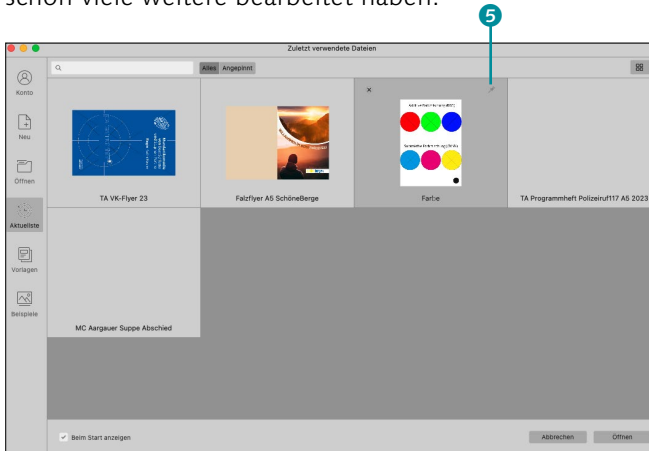 schon viele weitere bearbeitet haben.
5
Zuletzt verwendete Dateien
Alles Angepinnt
Konto
Neu
Öffnen
Aktuellste
Vorlagen
Beispiele
TA VK-Flyer 23
Falzflyer A5 SchöneBerge
Farbe
TA Programmheft Polizeiruf117 A5 2023
MC Aargauer Suppe Abschied
Beim Start anzeigen
Abbrechen
Öffnen